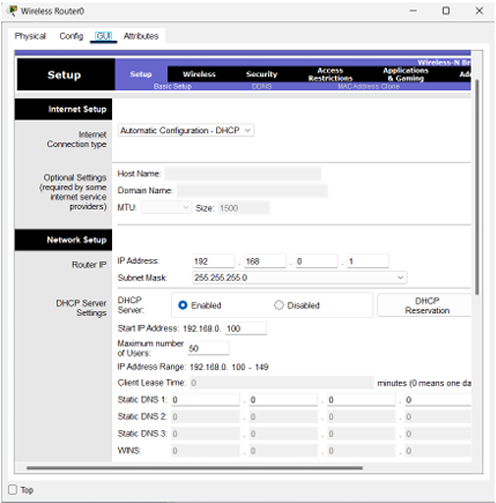 Wireless Router0
Physical Config GUI Attributes
Wireless-N Br
Setup Setup Wireless Security Access Restrictions Applications & Gaming
Basic Setup DDNS MAC Address Clone
Internet Setup
Internet Connection type Automatic Configuration - DHCP
Optional Settings (required by some internet service providers)
Host Name:
Domain Name:
MTU: Size: 1500
Network Setup
Router IP
IP Address: 192 . 168 . 0 . 1
Subnet Mask: 255.255.255.0
DHCP Server Settings
DHCP Server: Enabled Disabled DHCP Reservation
Start IP Address: 192.168.0. 100
Maximum number of Users: 50
IP Address Range: 192.168.0. 100 - 149
Client Lease Time: 0 minutes (0 means one da
Static DNS 1: 0 . 0 . 0 . 0
Static DNS 2: 0 . 0 . 0 . 0
Static DNS 3: 0 . 0 . 0 . 0
WINS: 0 . 0 . 0 . 0
Top